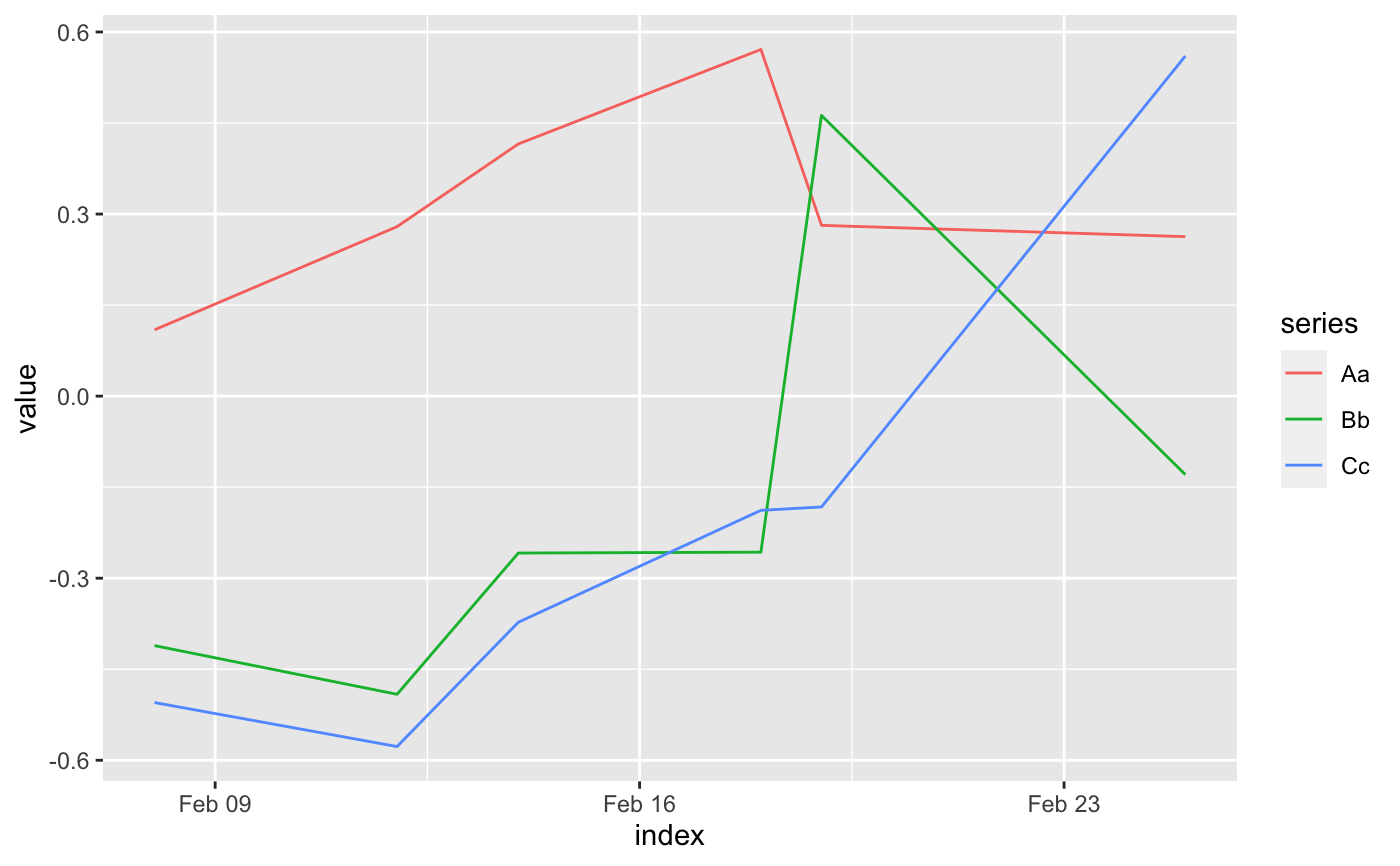 0.6
0.3
0.0
-0.3
-0.6
value
Feb 09
Feb 16
Feb 23
index
series
Aa
Bb
Cc